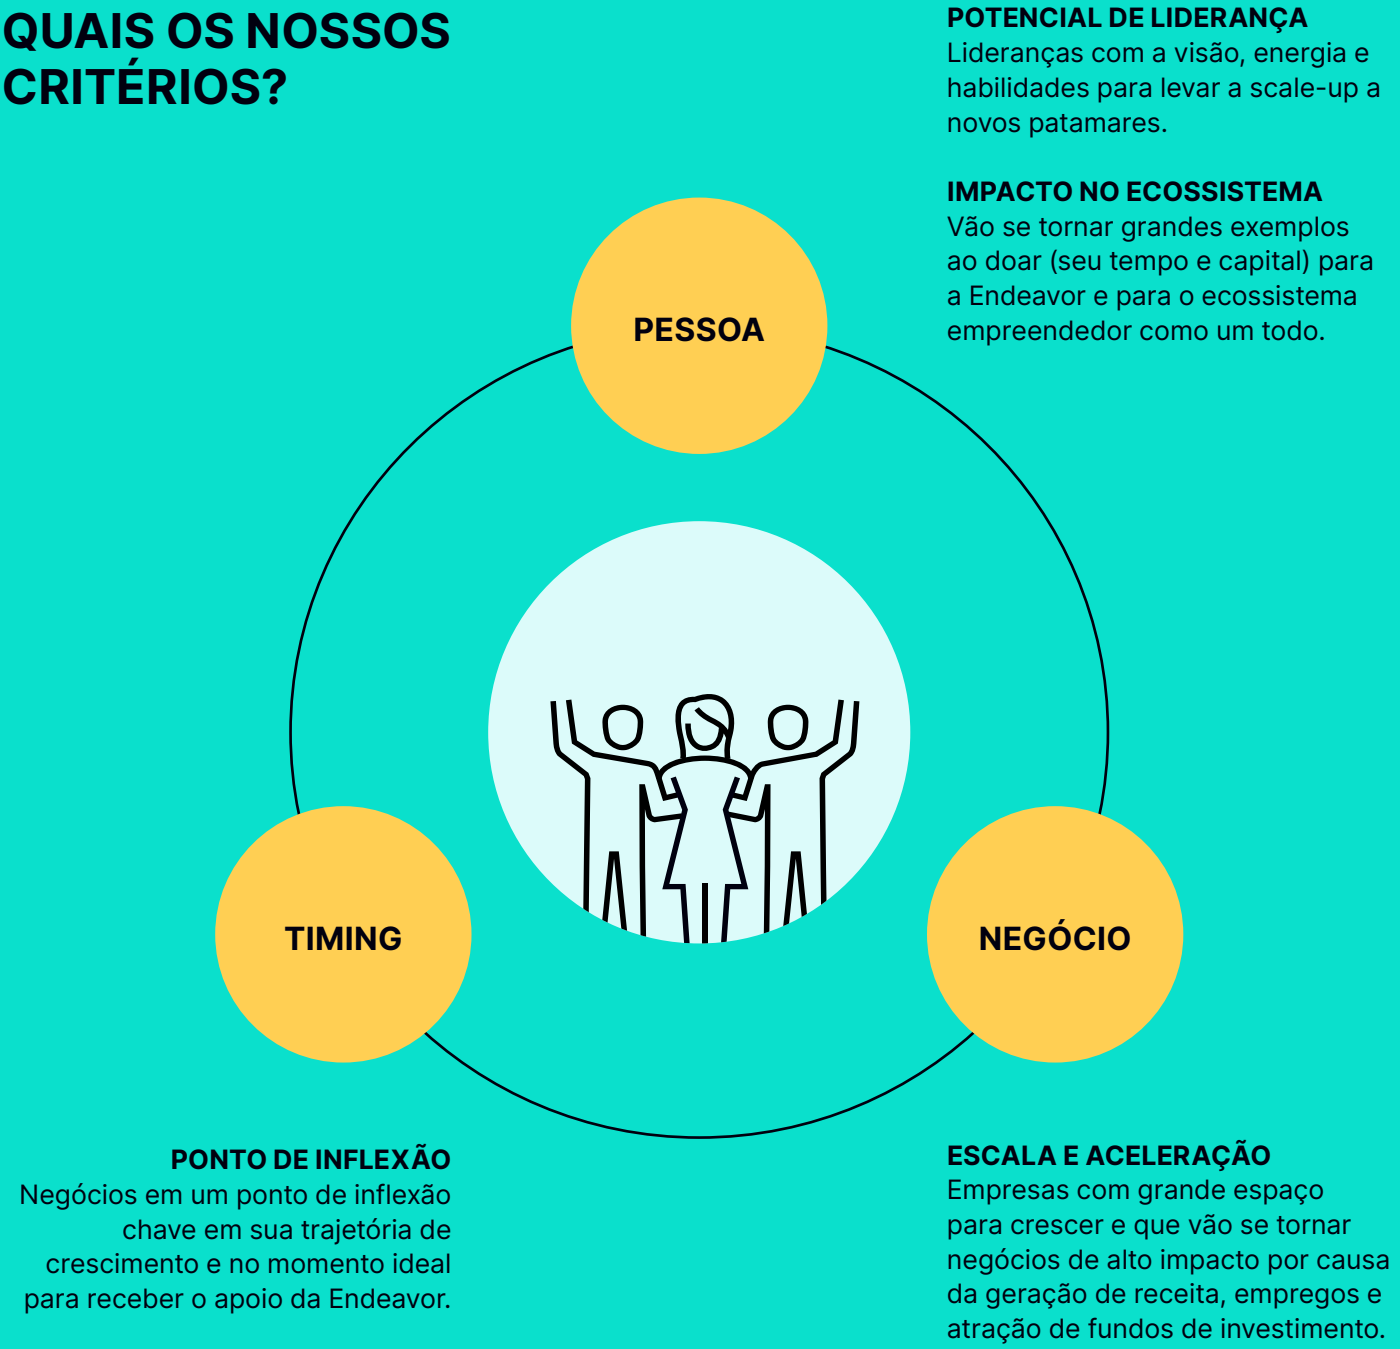 QUAIS OS NOSSOS
CRITÉRIOS?
POTENCIAL DE LIDERANÇA
Lideranças com a visão, energia e
habilidades para levar a scale-up a
novos patamares.
IMPACTO NO ECOSSISTEMA
Vão se tornar grandes exemplos
ao doar (seu tempo e capital) para
a Endeavor e para o ecossistema
empreendedor como um todo.
PESSOA
TIMING
NEGÓCIO
PONTO DE INFLEXÃO
Negócios em um ponto de inflexão
chave em sua trajetória de
crescimento e no momento ideal
para receber o apoio da Endeavor.
ESCALA E ACELERAÇÃO
Empresas com grande espaço
para crescer e que vão se tornar
negócios de alto impacto por causa
da geração de receita, empregos e
atração de fundos de investimento.